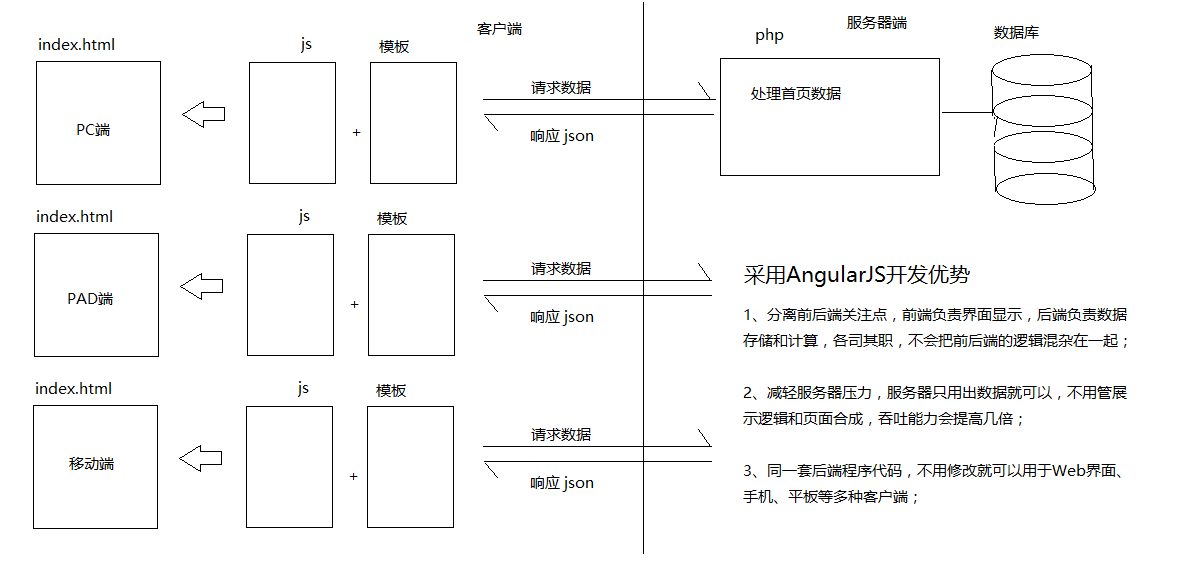 客户端
服务器端
index.html
js
模板
php
数据库
PC端
+
请求数据
响应 json
处理首页数据
index.html
js
模板
PAD端
+
请求数据
响应 json
index.html
js
模板
移动端
+
请求数据
响应 json
采用AngularJS开发优势
1、分离前后端关注点，前端负责界面显示，后端负责数据
存储和计算，各司其职，不会把前后端的逻辑混杂在一起；
2、减轻服务器压力，服务器只用出数据就可以，不用管展
示逻辑和页面合成，吞吐能力会提高几倍；
3、同一套后端程序代码，不用修改就可以用于Web界面、
手机、平板等多种客户端；